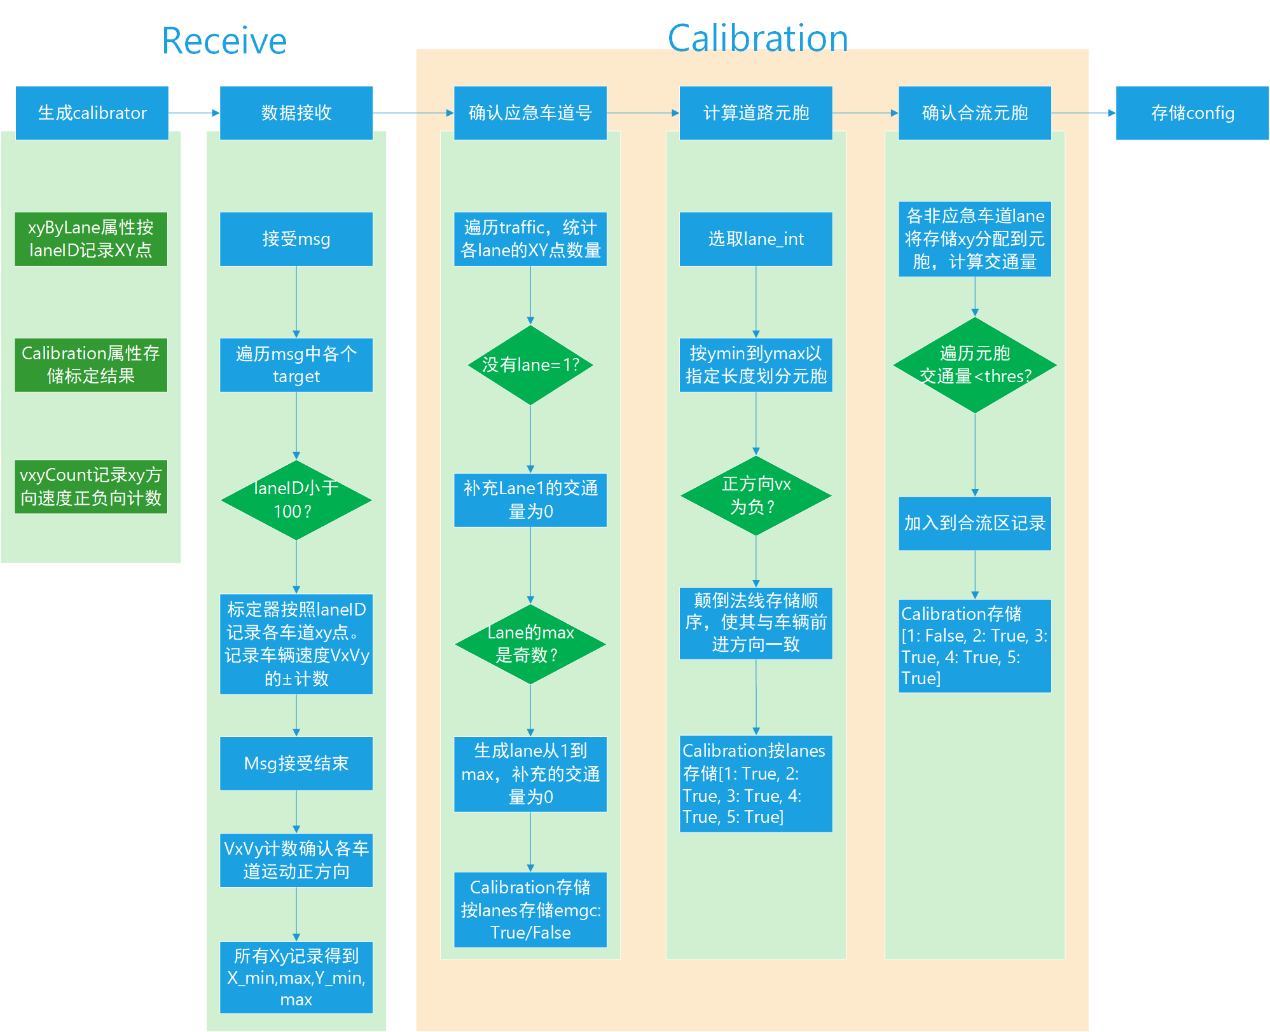 Receive
Calibration
生成calibrator
数据接收
确认应急车道号
计算道路元胞
确认合流元胞
存储config
xyByLane属性按
laneID记录XY点
Calibration属性存
储标定结果
vxyCount记录xy方
向速度正负向计数
接受msg
遍历msg中各个
target
laneID小于
100?
标定器按照laneID
记录各车道xy点。
记录车辆速度VxVy
的±计数
Msg接受结束
VxVy计数确认各车
道运动正方向
所有Xy记录得到
X_min,max,Y_min,
max
遍历traffic，统计
各lane的XY点数量
没有lane=1?
补充Lane1的交通
量为0
Lane的max
是奇数？
生成lane从1到
max，补充的交通
量为0
Calibration存储
按lanes存储emgc:
True/False
选取lane_int
按ymin到ymax以
指定长度划分元胞
正方向vx
为负？
颠倒法线存储顺
序，使其与车辆前
进方向一致
Calibration按lanes
存储[1: True, 2:
True, 3: True, 4:
True, 5: True]
各非应急车道lane
将存储xy分配到元
胞，计算交通量
遍历元胞
交通量<thres?
加入到合流区记录
Calibration存储
[1: False, 2: True, 3:
True, 4: True, 5:
True]